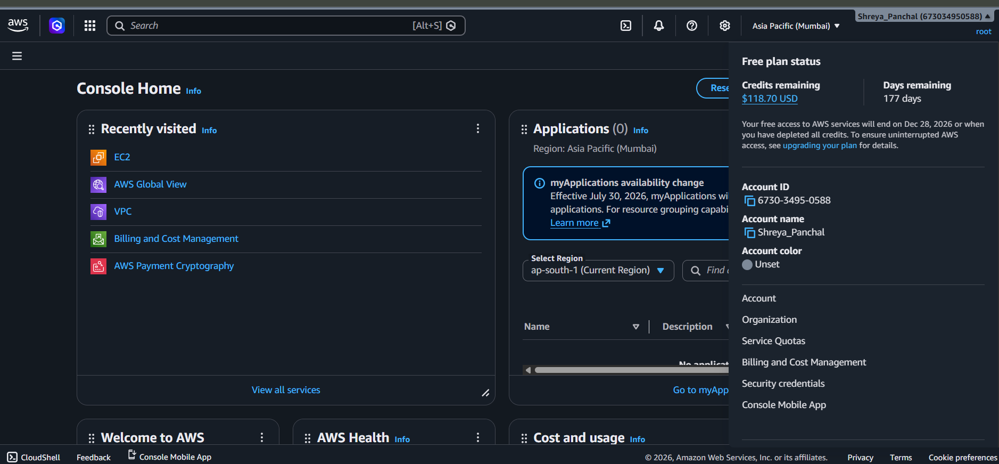 aws
Search
[Alt+S]
Asia Pacific (Mumbai)
Shreya_Panchal (673034950588)
root
Console Home Info
Rese
Recently visited Info
EC2
AWS Global View
VPC
Billing and Cost Management
AWS Payment Cryptography
View all services
Applications (0) Info
Region: Asia Pacific (Mumbai)
myApplications availability change
Effective July 30, 2026, myApplications wi
applications. For resource grouping capabi
Learn more
Select Region
ap-south-1 (Current Region)
Find
Name
Description
No applicat
Go to myApp
Free plan status
Credits remaining
$118.70 USD
Days remaining
177 days
Your free access to AWS services will end on Dec 28, 2026 or when
you have depleted all credits. To ensure uninterrupted AWS
access, see upgrading your plan for details.
Account ID
6730-3495-0588
Account name
Shreya_Panchal
Account color
Unset
Account
Organization
Service Quotas
Billing and Cost Management
Security credentials
Console Mobile App
Welcome to AWS
AWS Health Info
Cost and usage Info
CloudShell
Feedback
Console Mobile App
© 2026, Amazon Web Services, Inc. or its affiliates.
Privacy
Terms
Cookie preferences